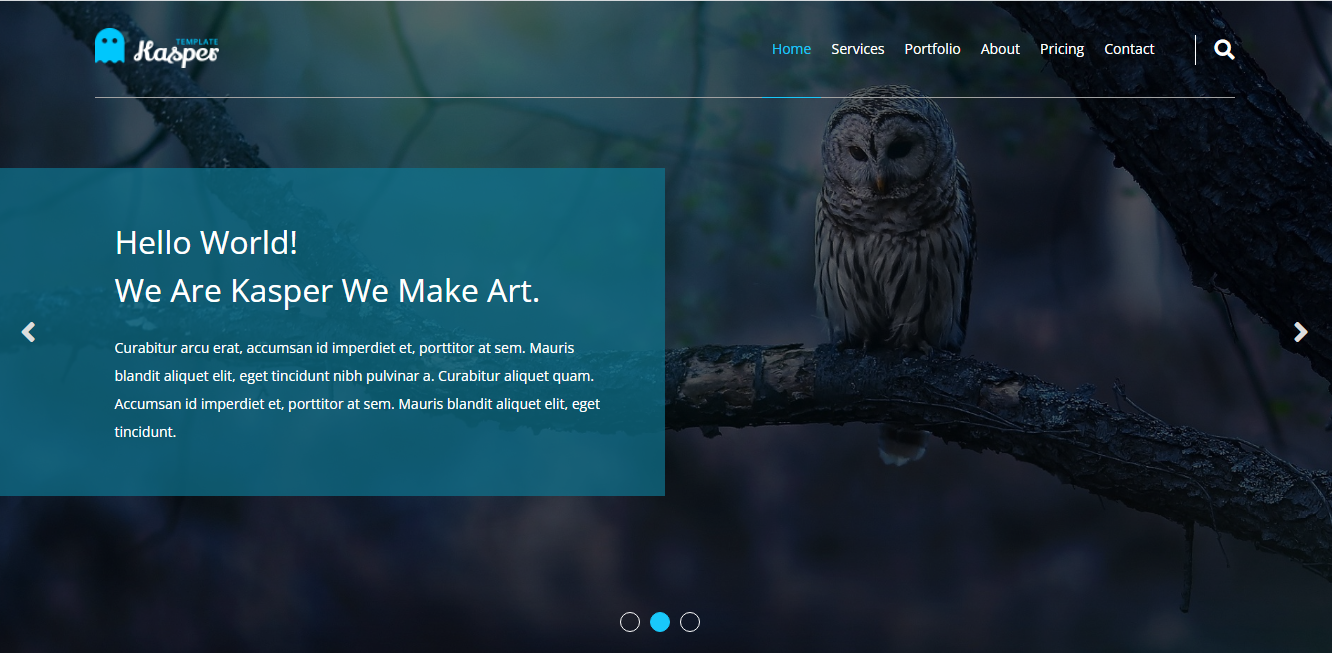 TEMPLATE
Kasper
Home Services Portfolio About Pricing Contact
Hello World!
We Are Kasper We Make Art.
Curabitur arcu erat, accumsan id imperdiet et, porttitor at sem. Mauris
blandit aliquet elit, eget tincidunt nibh pulvinar a. Curabitur aliquet quam.
Accumsan id imperdiet et, porttitor at sem. Mauris blandit aliquet elit, eget
tincidunt.